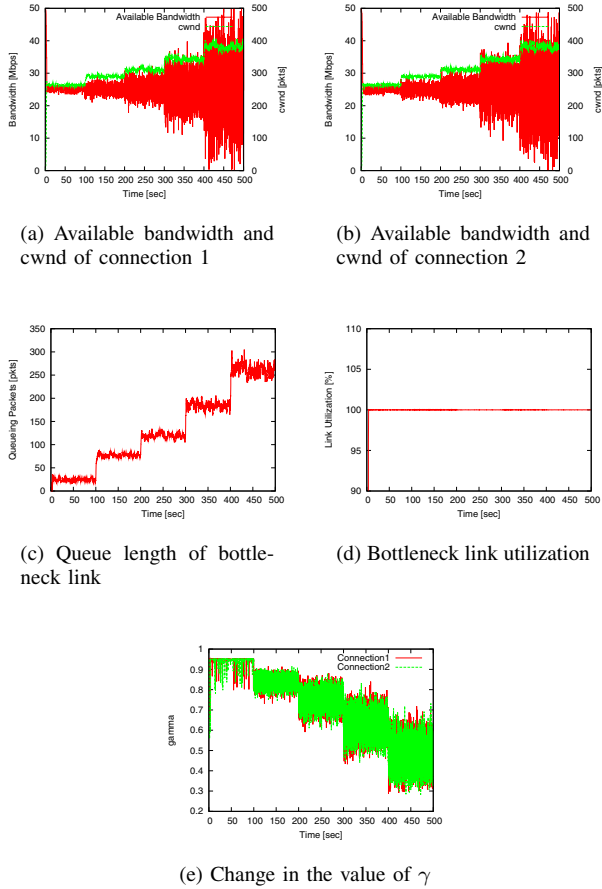 Available Bandwidth
cwnd
Bandwidth [Mbps]
50
40
30
20
10
0
500
400
300
200
100
0
cwnd [pkts]
0 50 100 150 200 250 300 350 400 450 500
Time [sec]
(a) Available bandwidth and
cwnd of connection 1
Available Bandwidth
cwnd
Bandwidth [Mbps]
50
40
30
20
10
0
500
400
300
200
100
0
cwnd [pkts]
0 50 100 150 200 250 300 350 400 450 500
Time [sec]
(b) Available bandwidth and
cwnd of connection 2
Queueing Packets [pkts]
350
300
250
200
150
100
50
0
0 50 100 150 200 250 300 350 400 450 500
Time [sec]
(c) Queue length of bottle-
neck link
Link Utilization [%]
110
105
100
95
90
0 50 100 150 200 250 300 350 400 450 500
Time [sec]
(d) Bottleneck link utilization
Connection1
Connection2
gamma
1
0.9
0.8
0.7
0.6
0.5
0.4
0.3
0.2
0 50 100 150 200 250 300 350 400 450 500
Time [sec]
(e) Change in the value of γ